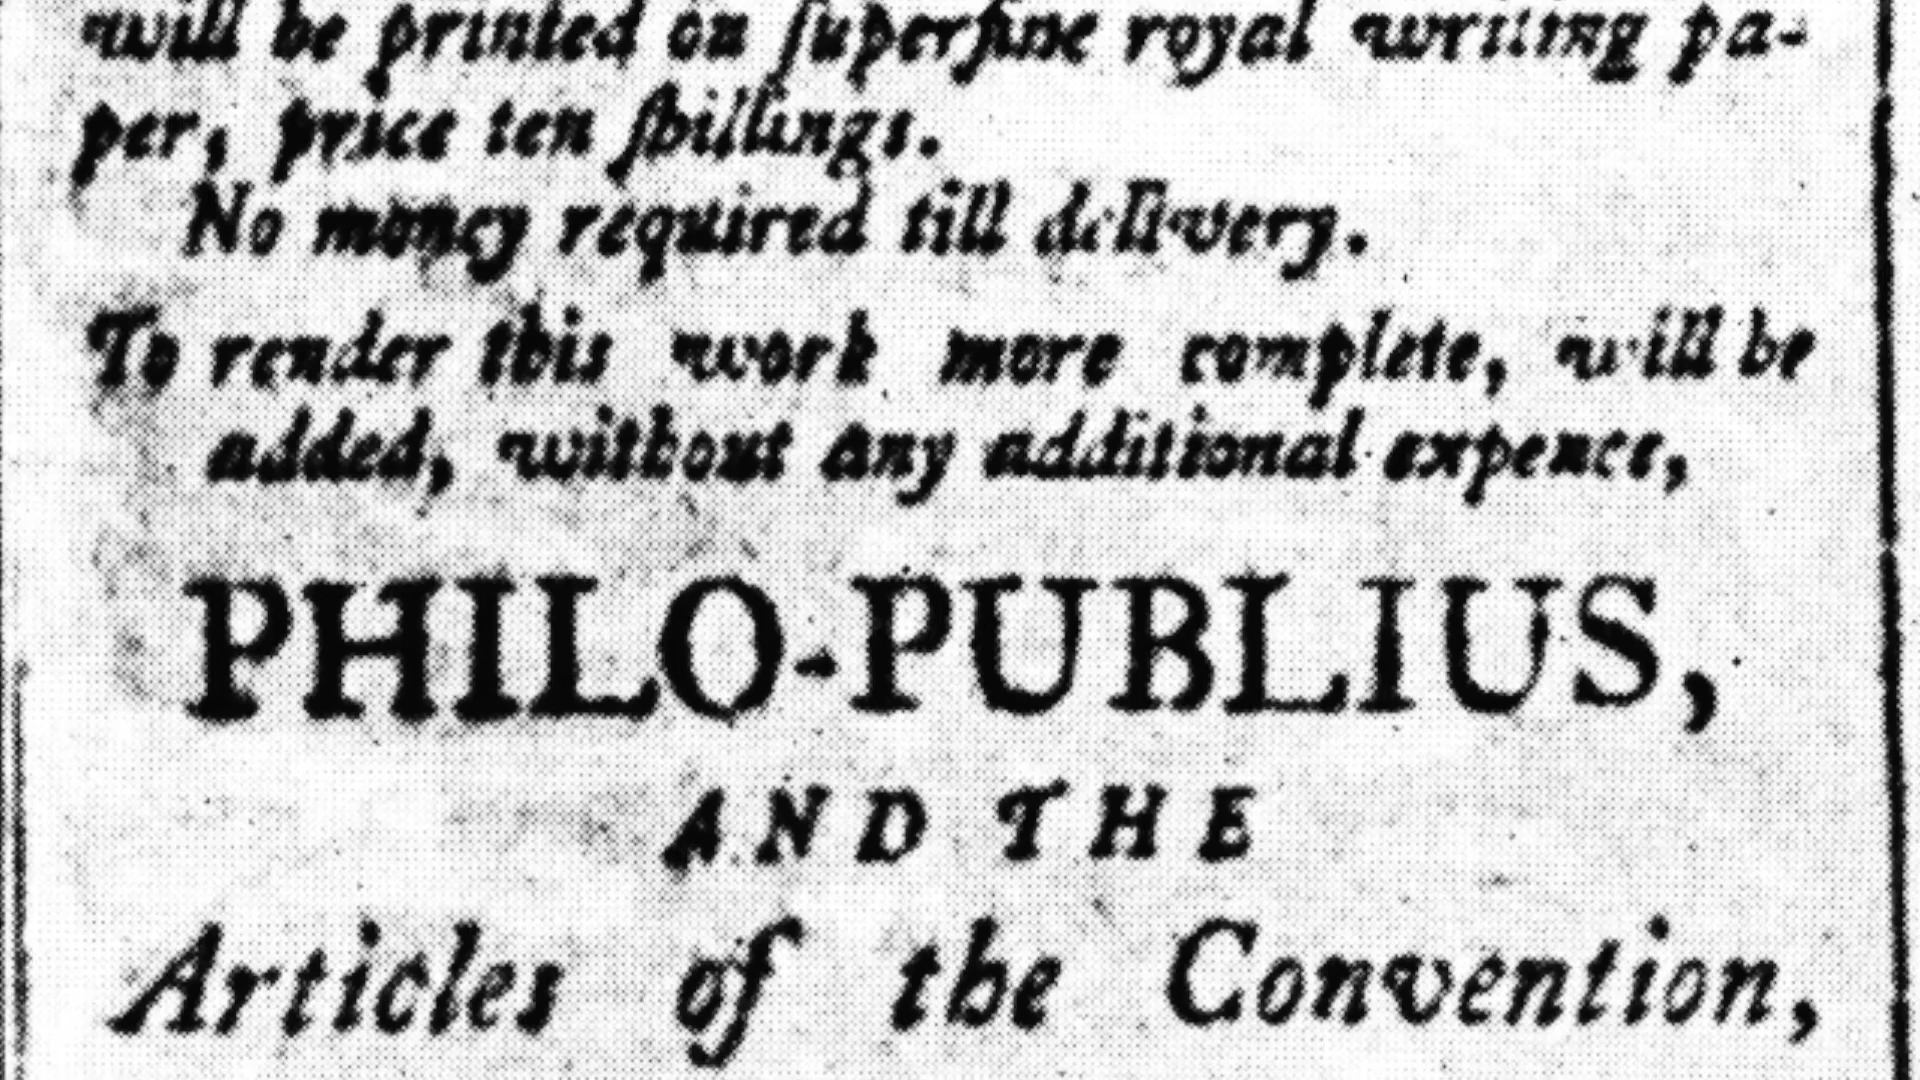 will be printed on ſuperfine royal writing pa-
per, price ten ſhillings.
No money required till delivery.
To render this work more complete, will be
added, without any additional expence,
PHILO-PUBLIUS,
AND THE
Articles of the Convention,